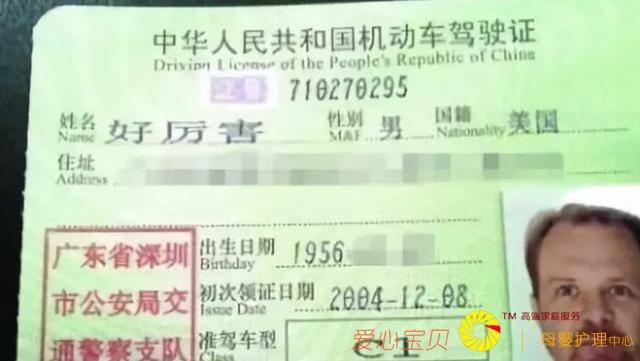 中华人民共和国机动车驾驶证
Driving License of the People's Republic of China
证号 710270295
姓名 Name 好厉害 性别 M&F 男 国籍 Nationality 美国
住址 Address
广东省深圳
市公安局交
通警察支队
出生日期 Birthday 1956
初次领证日期 Issue Date 2004-12-08
准驾车型 Class C1
爱心宝贝 TM 高端家庭服务
母婴护理中心